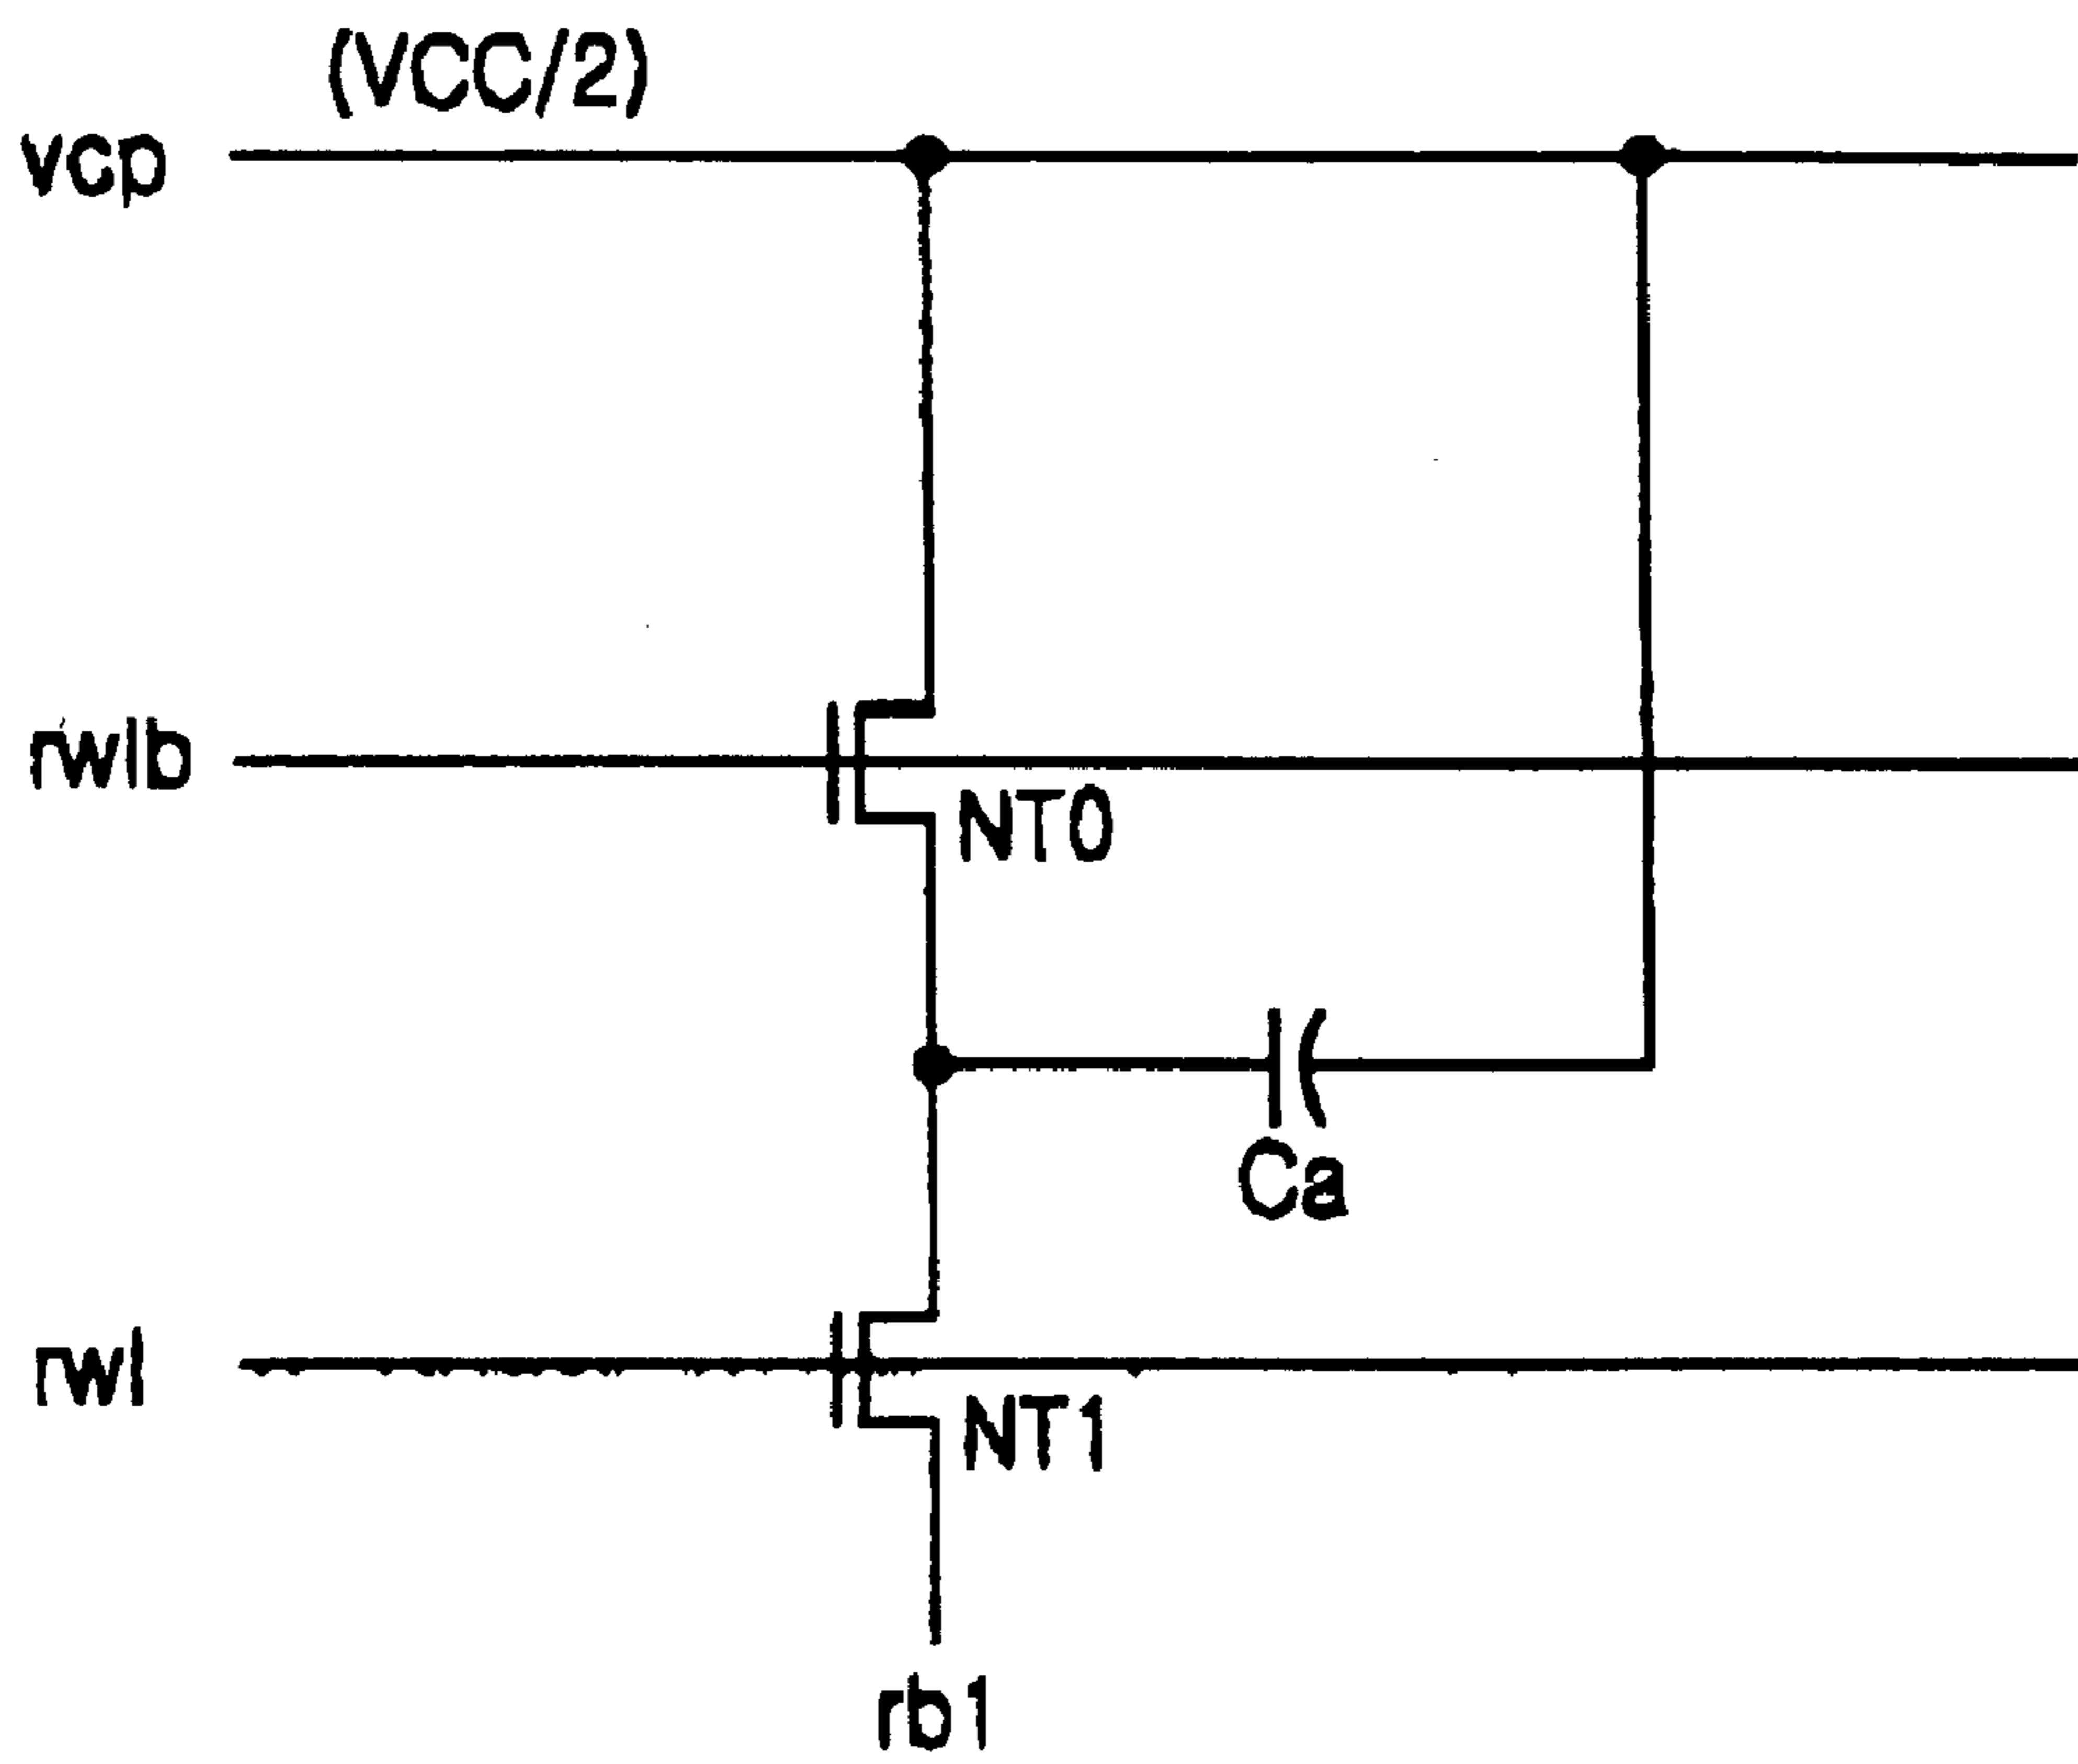 (VCC/2)
vcp
rwlb
NT0
Ca
rwl
NT1
rb1